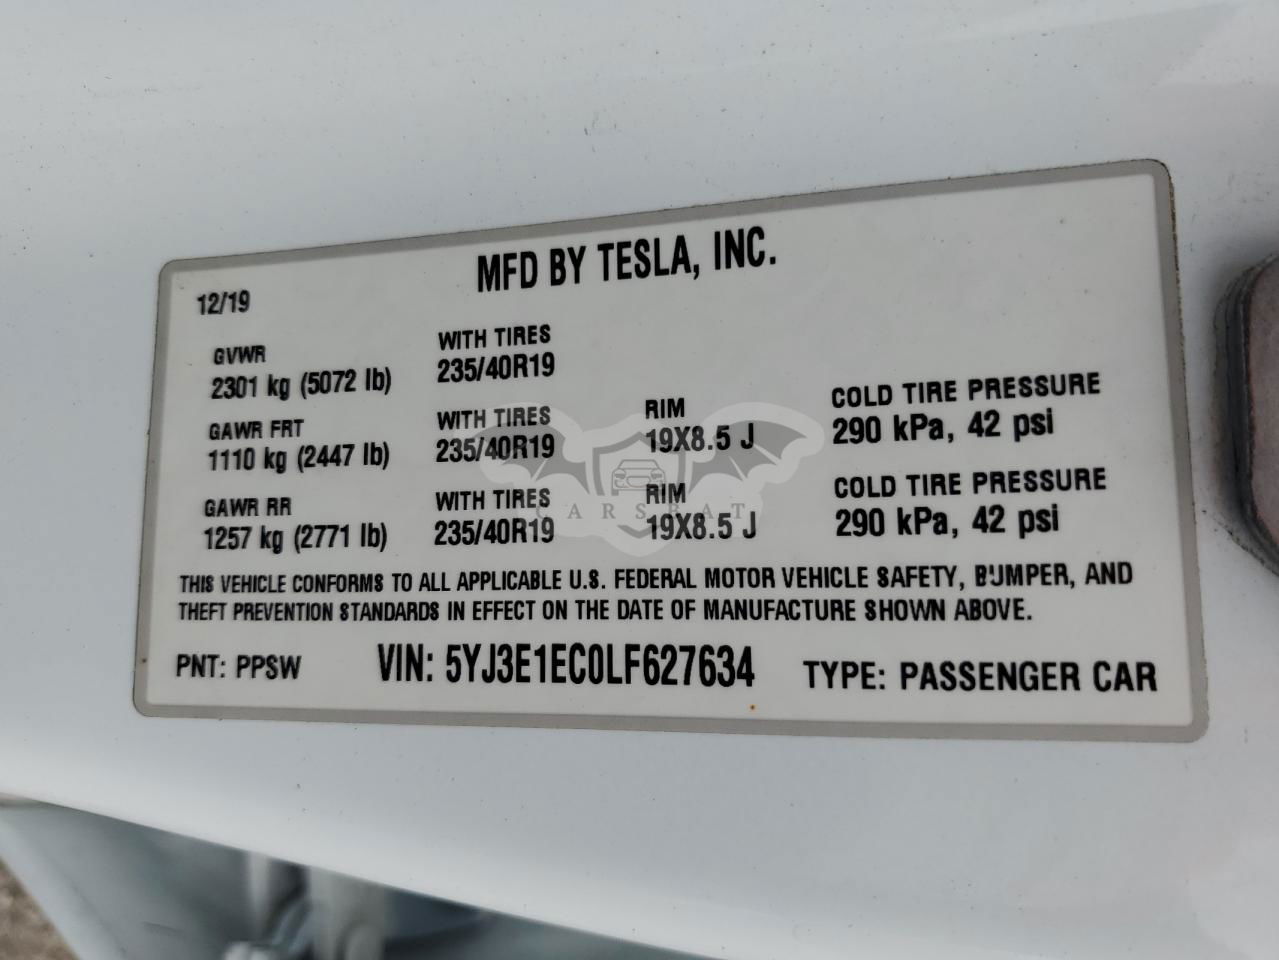 MFD BY TESLA, INC.
12/19
GVWR WITH TIRES
2301 kg (5072 lb) 235/40R19
GAWR FRT WITH TIRES RIM COLD TIRE PRESSURE
1110 kg (2447 lb) 235/40R19 19X8.5 J 290 kPa, 42 psi
GAWR RR WITH TIRES RIM COLD TIRE PRESSURE
1257 kg (2771 lb) 235/40R19 19X8.5 J 290 kPa, 42 psi
CARSBAT
THIS VEHICLE CONFORMS TO ALL APPLICABLE U.S. FEDERAL MOTOR VEHICLE SAFETY, BUMPER, AND
THEFT PREVENTION STANDARDS IN EFFECT ON THE DATE OF MANUFACTURE SHOWN ABOVE.
PNT: PPSW VIN: 5YJ3E1EC0LF627634 TYPE: PASSENGER CAR